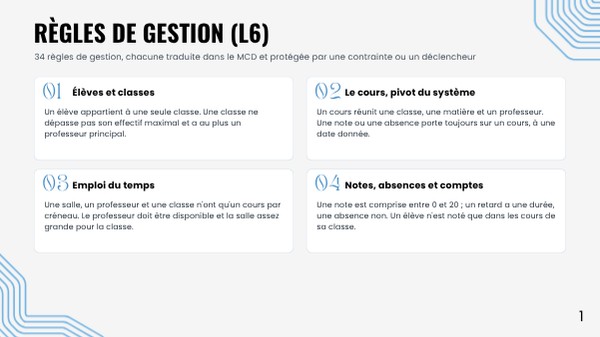 RÈGLES DE GESTION (L6)
34 règles de gestion, chacune traduite dans le MCD et protégée par une contrainte ou un déclencheur
01 Élèves et classes
Un élève appartient à une seule classe. Une classe ne
dépasse pas son effectif maximal et a au plus un
professeur principal.
02 Le cours, pivot du système
Un cours réunit une classe, une matière et un professeur.
Une note ou une absence porte toujours sur un cours, à une
date donnée.
03 Emploi du temps
Une salle, un professeur et une classe n'ont qu'un cours par
créneau. Le professeur doit être disponible et la salle assez
grande pour la classe.
04 Notes, absences et comptes
Une note est comprise entre 0 et 20 ; un retard a une durée,
une absence non. Un élève n'est noté que dans les cours de
sa classe.
1